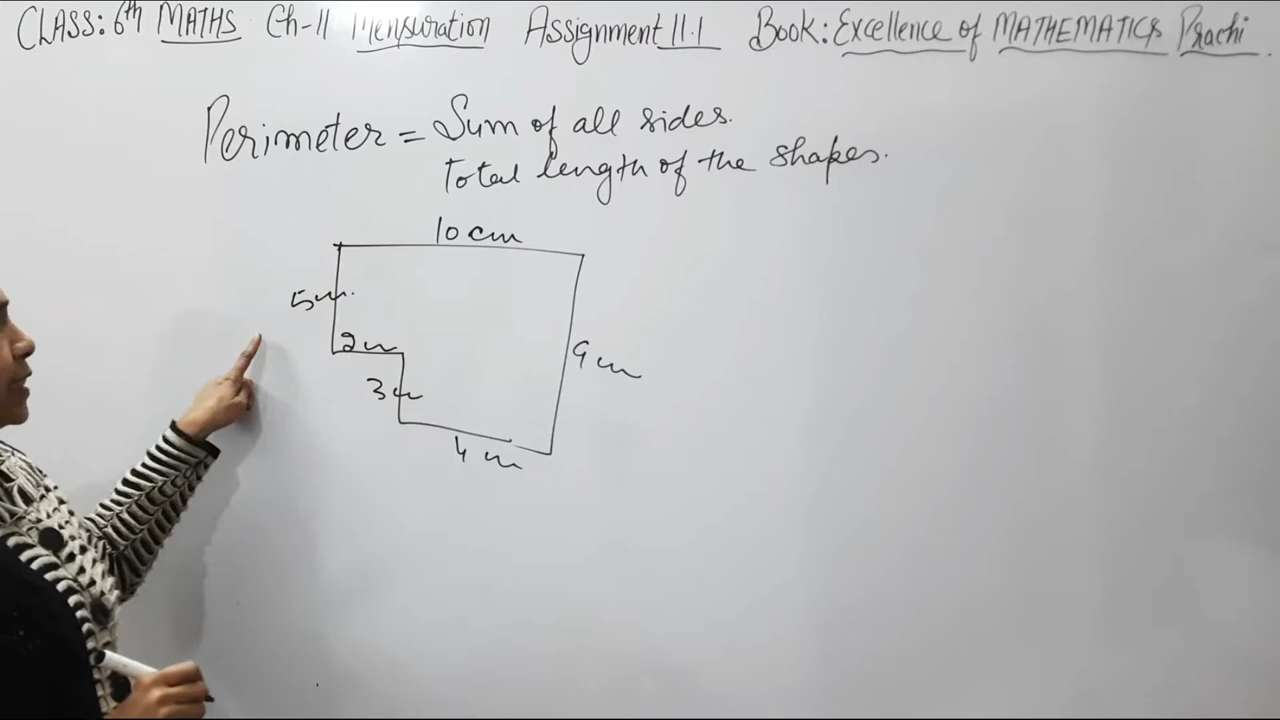 CLASS: 6th MATHS Ch-11 Mensuration Assignment 11.1 Book: Excellence of MATHEMATICS Prachi
Perimeter = Sum of all sides.
Total length of the shapes.
10 cm
5 cm.
2 cm
9 cm
3 cm
4 cm